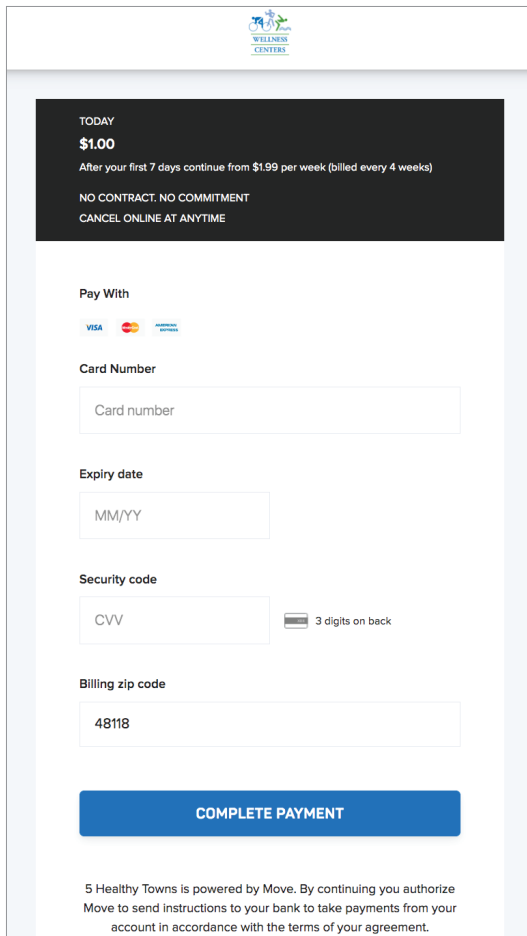 WELLNESS
CENTERS
TODAY
$1.00
After your first 7 days continue from $1.99 per week (billed every 4 weeks)
NO CONTRACT. NO COMMITMENT
CANCEL ONLINE AT ANYTIME
Pay With
VISA
AMERICAN
EXPRESS
Card Number
Card number
Expiry date
MM/YY
Security code
CVV
3 digits on back
Billing zip code
48118
COMPLETE PAYMENT
5 Healthy Towns is powered by Move. By continuing you authorize
Move to send instructions to your bank to take payments from your
account in accordance with the terms of your agreement.